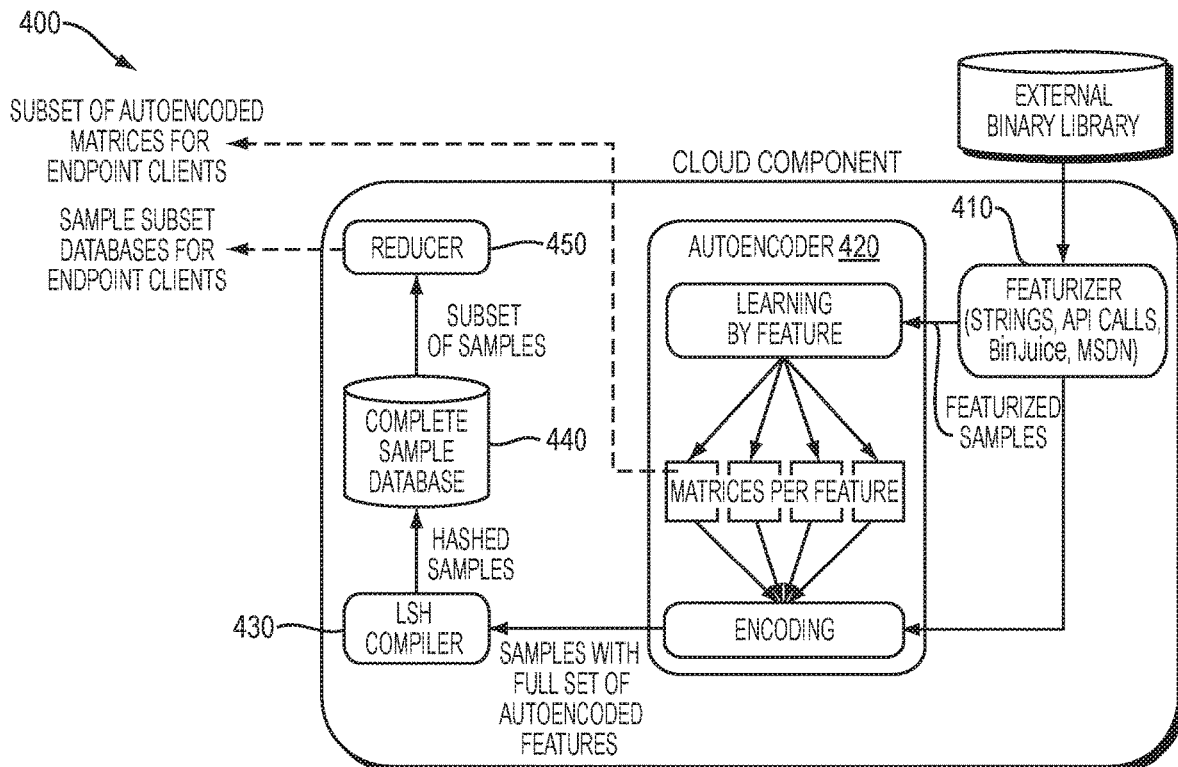 400
SUBSET OF AUTOENCODED
MATRICES FOR
ENDPOINT CLIENTS
SAMPLE SUBSET
DATABASES FOR
ENDPOINT CLIENTS
EXTERNAL
BINARY LIBRARY
CLOUD COMPONENT
410
FEATURIZER
(STRINGS, API CALLS,
BinJuice, MSDN)
AUTOENCODER 420
LEARNING
BY FEATURE
FEATURIZED
SAMPLES
MATRICES PER FEATURE
ENCODING
REDUCER
450
SUBSET
OF SAMPLES
COMPLETE
SAMPLE
DATABASE
440
HASHED
SAMPLES
430
LSH
COMPILER
SAMPLES WITH
FULL SET OF
AUTOENCODED
FEATURES